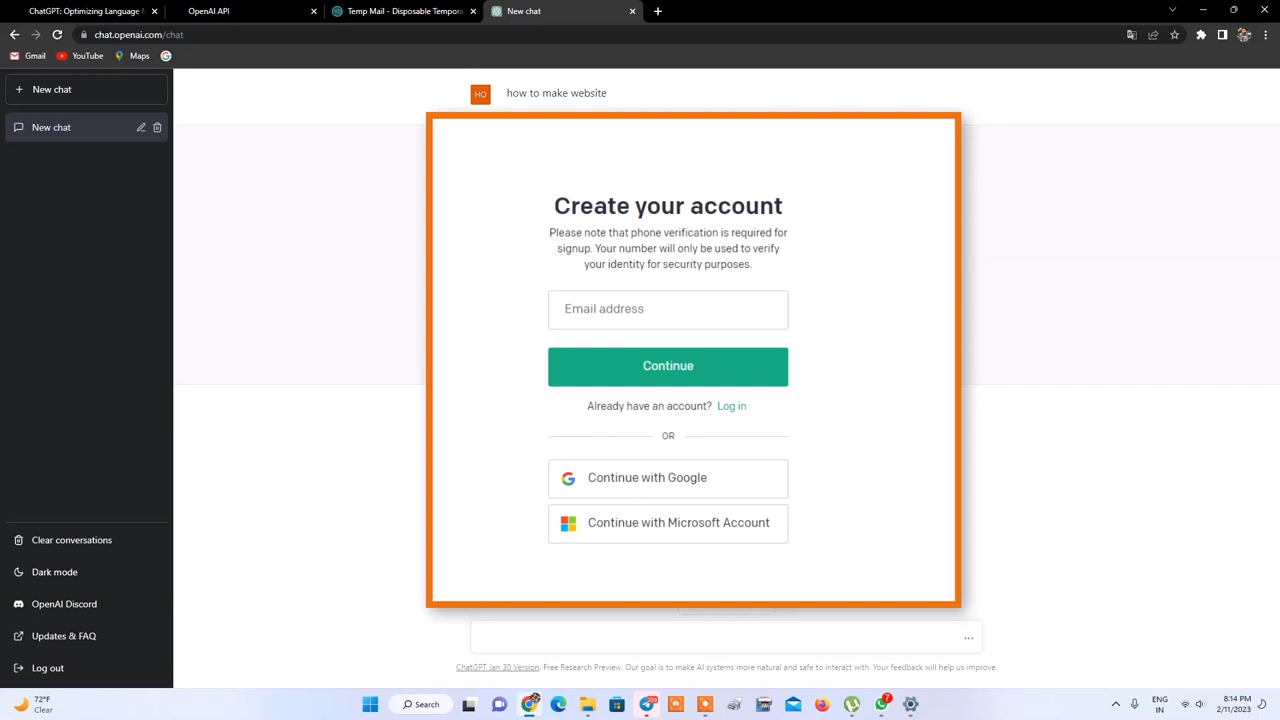 ChatGPT: Optimizing Language
OpenAI API
Temp Mail - Disposable Tempora
New chat
chat.openai.com/chat
Gmail
YouTube
Maps
New chat
HO
how to make website
New chat
Create your account
Please note that phone verification is required for
signup. Your number will only be used to verify
your identity for security purposes.
Email address
Continue
Already have an account? Log in
OR
Continue with Google
Continue with Microsoft Account
Clear conversations
Dark mode
OpenAI Discord
Updates & FAQ
Log out
ChatGPT Jan 30 Version. Free Research Preview. Our goal is to make AI systems more natural and safe to interact with. Your feedback will help us improve.
72°F
Clear
Search
7
ENG
IN
8:14 PM
2/11/2023